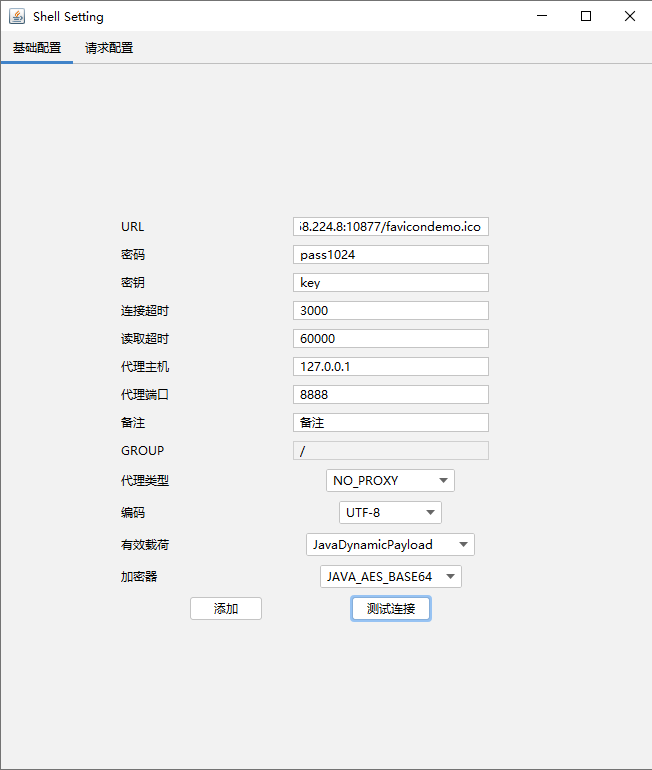 Shell Setting
基础配置 请求配置
URL 68.224.8:10877/favicondemo.ico
密码 pass1024
密钥 key
连接超时 3000
读取超时 60000
代理主机 127.0.0.1
代理端口 8888
备注 备注
GROUP /
代理类型 NO_PROXY
编码 UTF-8
有效载荷 JavaDynamicPayload
加密器 JAVA_AES_BASE64
添加 测试连接